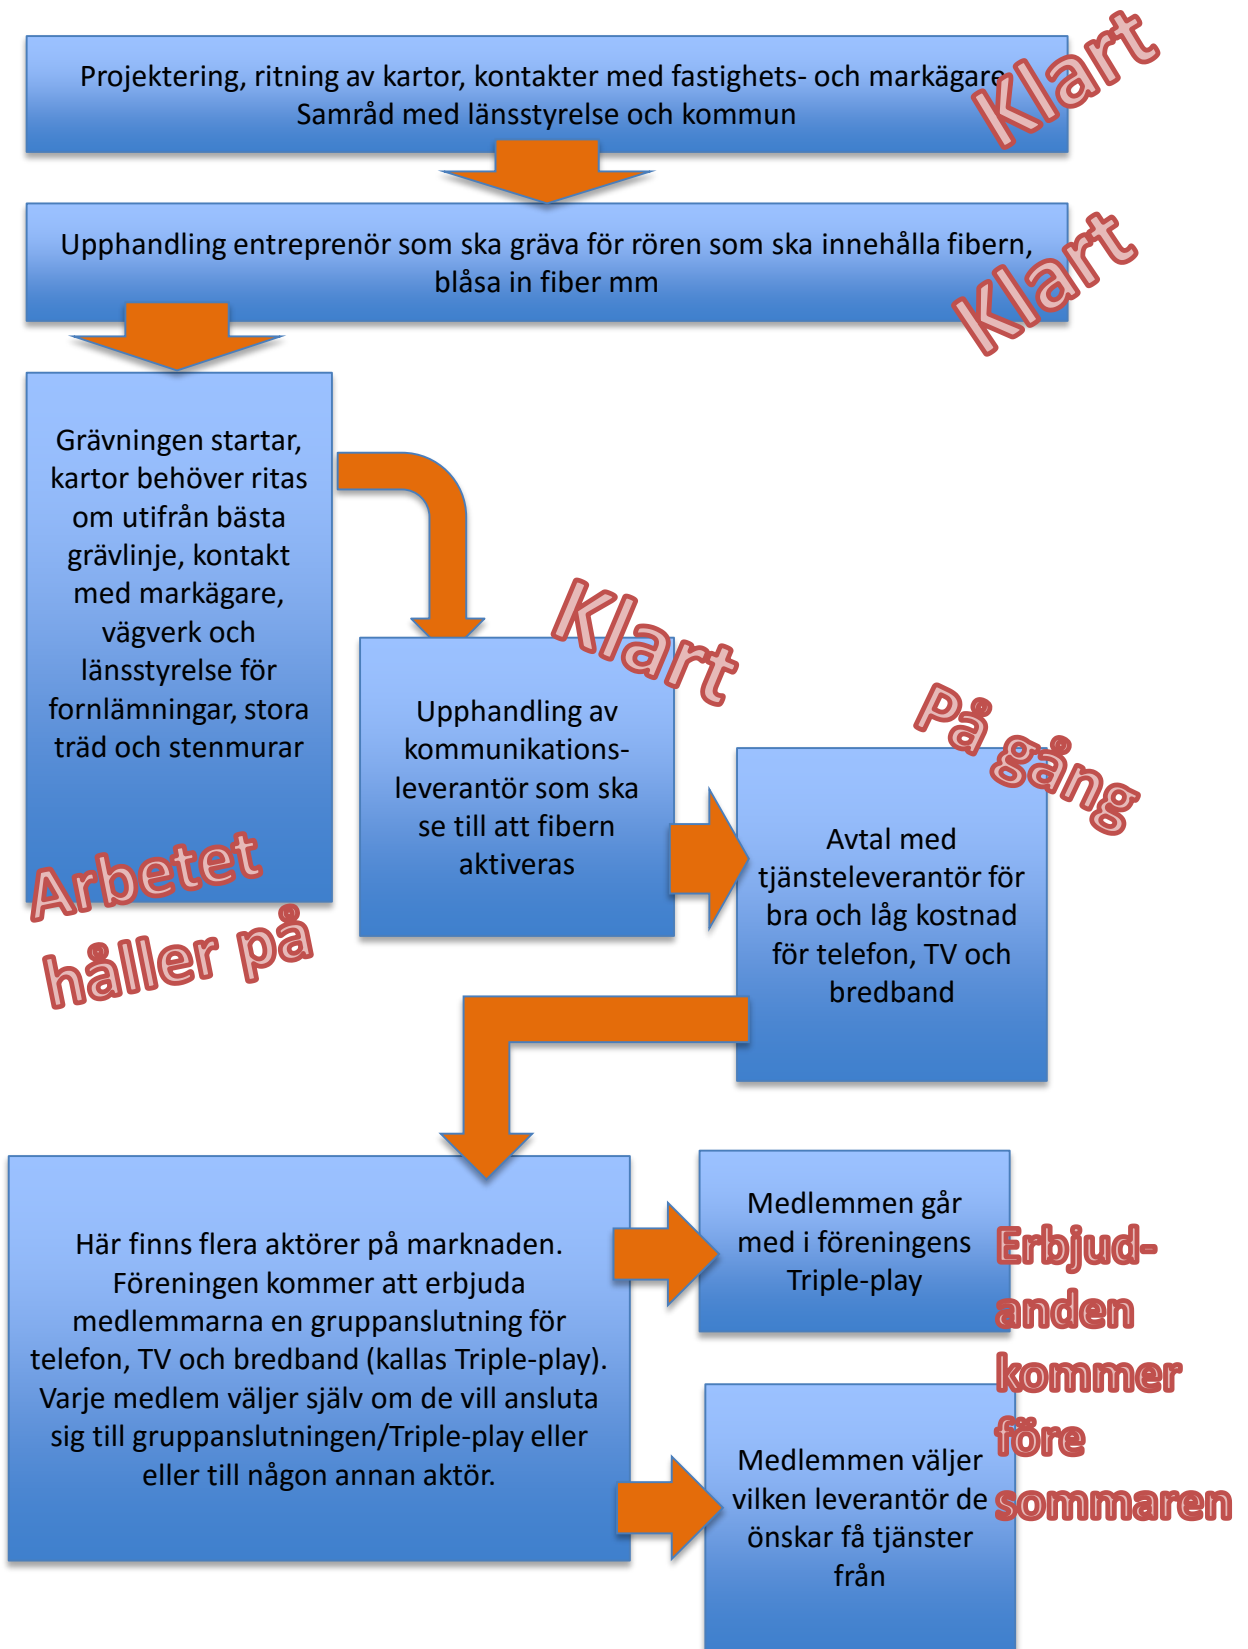 Projektering, ritning av kartor, kontakter med fastighets- och markägare
Samråd med länsstyrelse och kommun
Klart
Upphandling entreprenör som ska gräva för rören som ska innehålla fibern,
blåsa in fiber mm
Klart
Grävningen startar,
kartor behöver ritas
om utifrån bästa
grävlinje, kontakt
med markägare,
vägverk och
länsstyrelse för
fornlämningar, stora
träd och stenmurar
Arbetet
håller på
Klart
Upphandling av
kommunikations-
leverantör som ska
se till att fibern
aktiveras
På gång
Avtal med
tjänsteleverantör för
bra och låg kostnad
för telefon, TV och
bredband
Här finns flera aktörer på marknaden.
Föreningen kommer att erbjuda
medlemmarna en gruppanslutning för
telefon, TV och bredband (kallas Triple-play).
Varje medlem väljer själv om de vill ansluta
sig till gruppanslutningen/Triple-play eller
eller till någon annan aktör.
Medlemmen går
med i föreningens
Triple-play
Medlemmen väljer
vilken leverantör de
önskar få tjänster
från
Erbjud-
anden
kommer
före
sommaren